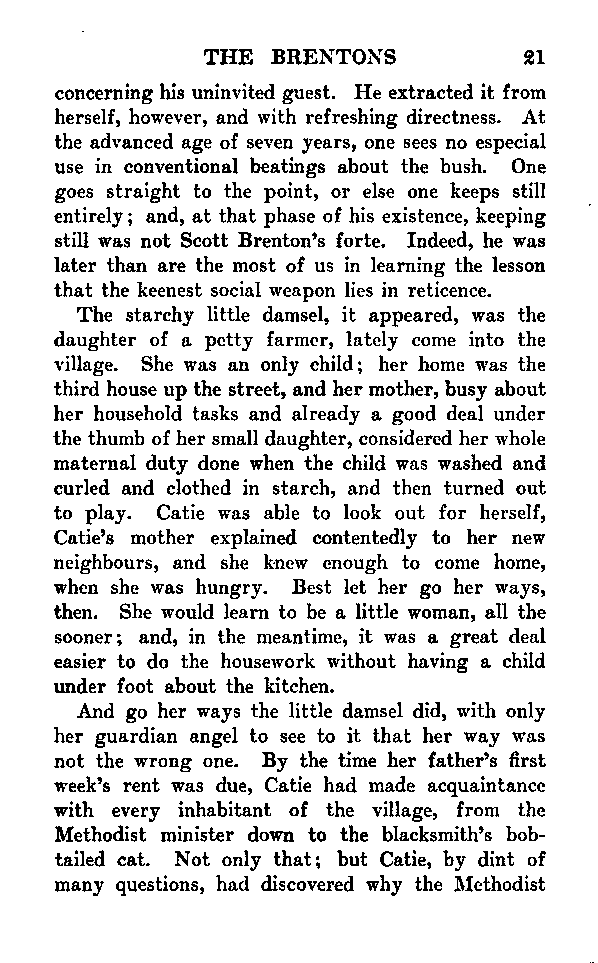 THE BRENTONS 21
concerning his uninvited guest. He extracted it from
herself, however, and with refreshing directness. At
the advanced age of seven years, one sees no especial
use in conventional beatings about the bush. One
goes straight to the point, or else one keeps still
entirely; and, at that phase of his existence, keeping
still was not Scott Brenton's forte. Indeed, he was
later than are the most of us in learning the lesson
that the keenest social weapon lies in reticence.
The starchy little damsel, it appeared, was the
daughter of a petty farmer, lately come into the
village. She was an only child; her home was the
third house up the street, and her mother, busy about
her household tasks and already a good deal under
the thumb of her small daughter, considered her whole
maternal duty done when the child was washed and
curled and clothed in starch, and then turned out
to play. Catie was able to look out for herself,
Catie's mother explained contentedly to her new
neighbours, and she knew enough to come home,
when she was hungry. Best let her go her ways,
then. She would learn to be a little woman, all the
sooner; and, in the meantime, it was a great deal
easier to do the housework without having a child
under foot about the kitchen.
And go her ways the little damsel did, with only
her guardian angel to see to it that her way was
not the wrong one. By the time her father's first
week's rent was due, Catie had made acquaintance
with every inhabitant of the village, from the
Methodist minister down to the blacksmith's bob-
tailed cat. Not only that; but Catie, by dint of
many questions, had discovered why the Methodist